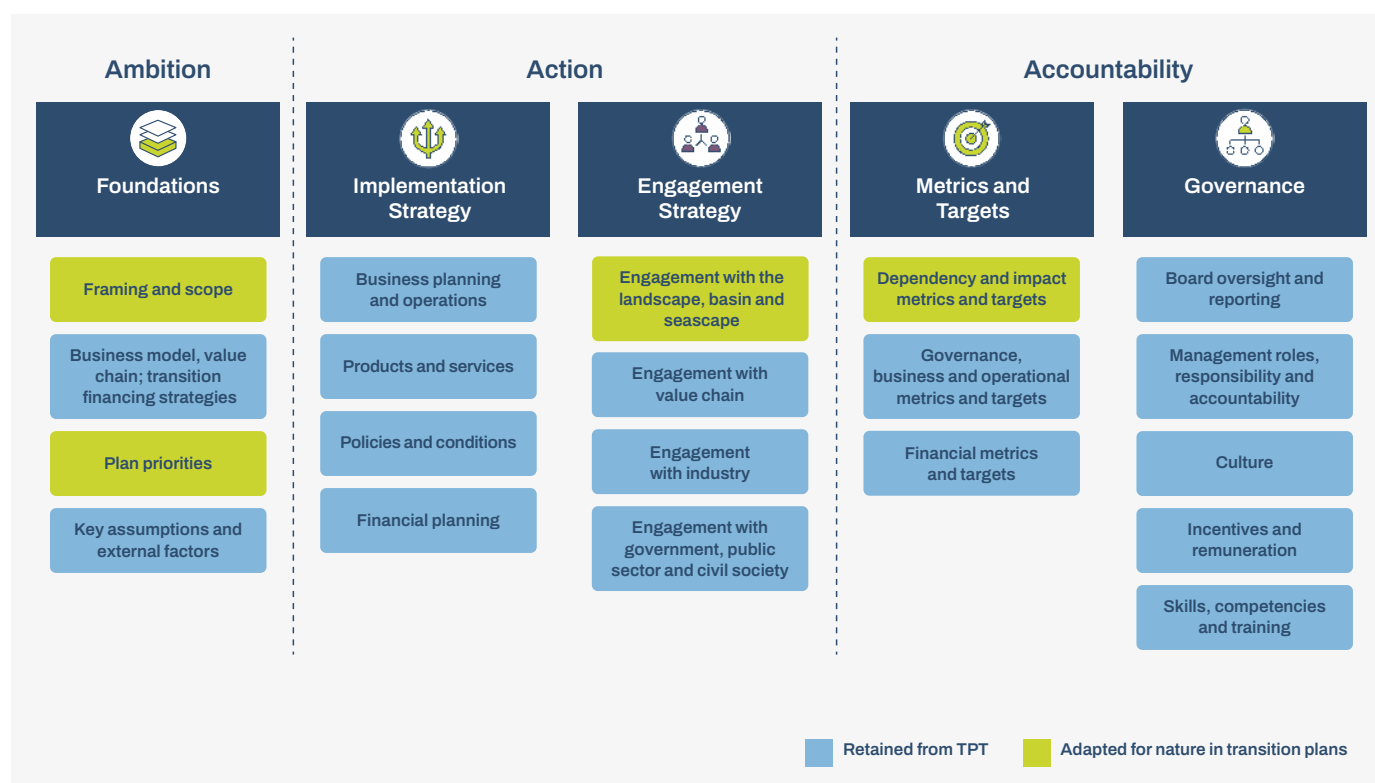 Ambition
Action
Accountability
Foundations
Implementation
Strategy
Engagement
Strategy
Metrics and
Targets
Governance
Framing and scope
Business model, value
chain; transition
financing strategies
Plan priorities
Key assumptions and
external factors
Business planning
and operations
Products and services
Policies and conditions
Financial planning
Engagement with the
landscape, basin and
seascape
Engagement with
value chain
Engagement
with industry
Engagement with
government, public
sector and civil society
Dependency and impact
metrics and targets
Governance,
business and operational
metrics and targets
Financial metrics
and targets
Board oversight and
reporting
Management roles,
responsibility and
accountability
Culture
Incentives and
remuneration
Skills, competencies
and training
Retained from TPT
Adapted for nature in transition plans